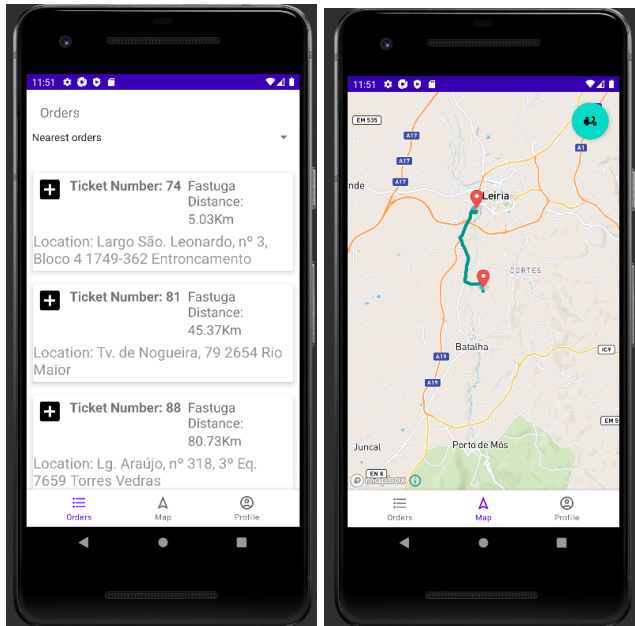 11:51
Orders
Nearest orders
Ticket Number: 74
Fastuga
Distance:
5.03Km
Location: Largo São. Leonardo, nº 3,
Bloco 4 1749-362 Entroncamento
Ticket Number: 81
Fastuga
Distance:
45.37Km
Location: Tv. de Nogueira, 79 2654 Rio
Maior
Ticket Number: 88
Fastuga
Distance:
80.73Km
Location: Lg. Araújo, nº 318, 3º Eq.
7659 Torres Vedras
Orders
Map
Profile
11:51
EM 535
A17
A1
A17
nde
A17
Leiria
CORTES
Batalha
IC9
A19
A19
EM 5
Juncal
Porto de Mós
EN 8
mapbox
Orders
Map
Profile